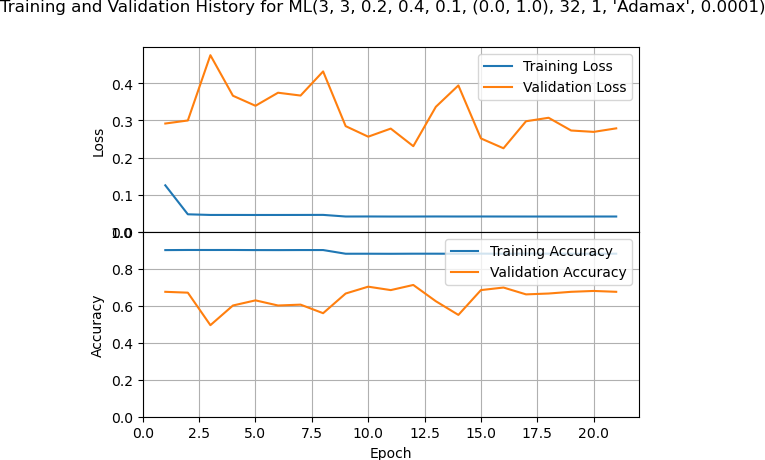 Training and Validation History for ML(3, 3, 0.2, 0.4, 0.1, (0.0, 1.0), 32, 1, 'Adamax', 0.0001)
Training Loss
Validation Loss
0.4
0.3
0.2
0.1
0.0
Loss
Training Accuracy
Validation Accuracy
1.0
0.8
0.6
0.4
0.2
0.0
Accuracy
0.0 2.5 5.0 7.5 10.0 12.5 15.0 17.5 20.0
Epoch